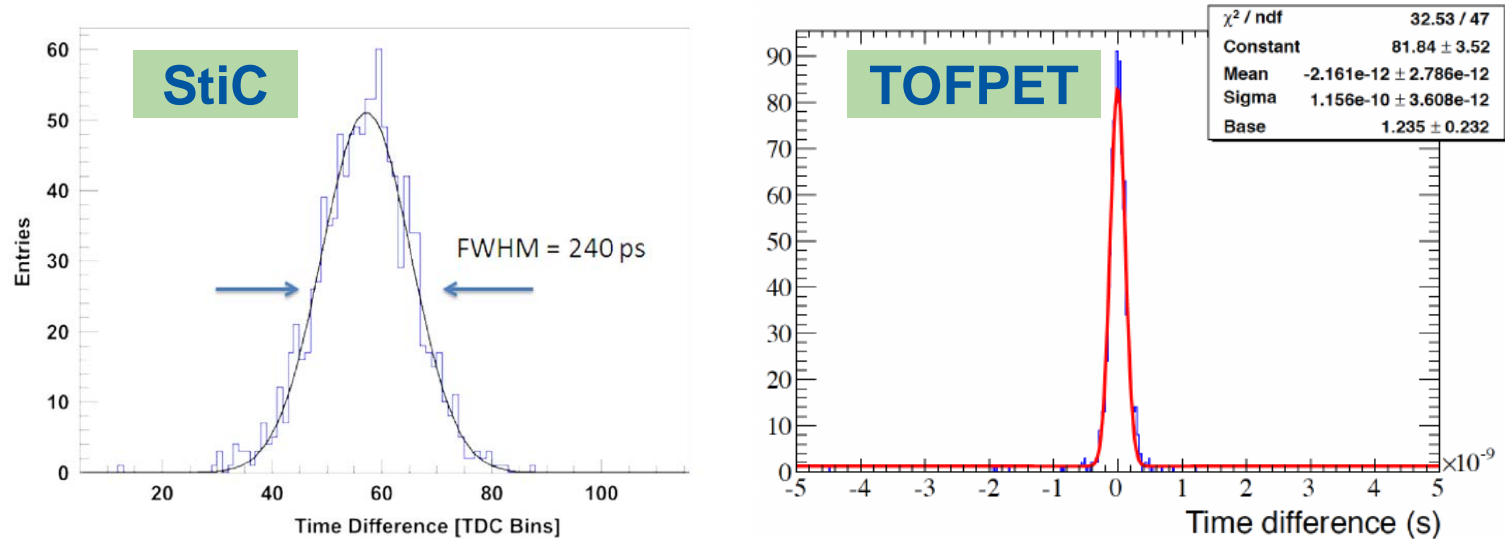 StiC
60
50
40
30
20
10
0
Entries
FWHM = 240 ps
20 40 60 80 100
Time Difference [TDC Bins]
TOFPET
χ² / ndf 32.53 / 47
Constant 81.84 ± 3.52
Mean -2.161e-12 ± 2.786e-12
Sigma 1.156e-10 ± 3.608e-12
Base 1.235 ± 0.232
90
80
70
60
50
40
30
20
10
0
-5 -4 -3 -2 -1 0 1 2 3 4 5
×10⁻⁹
Time difference (s)